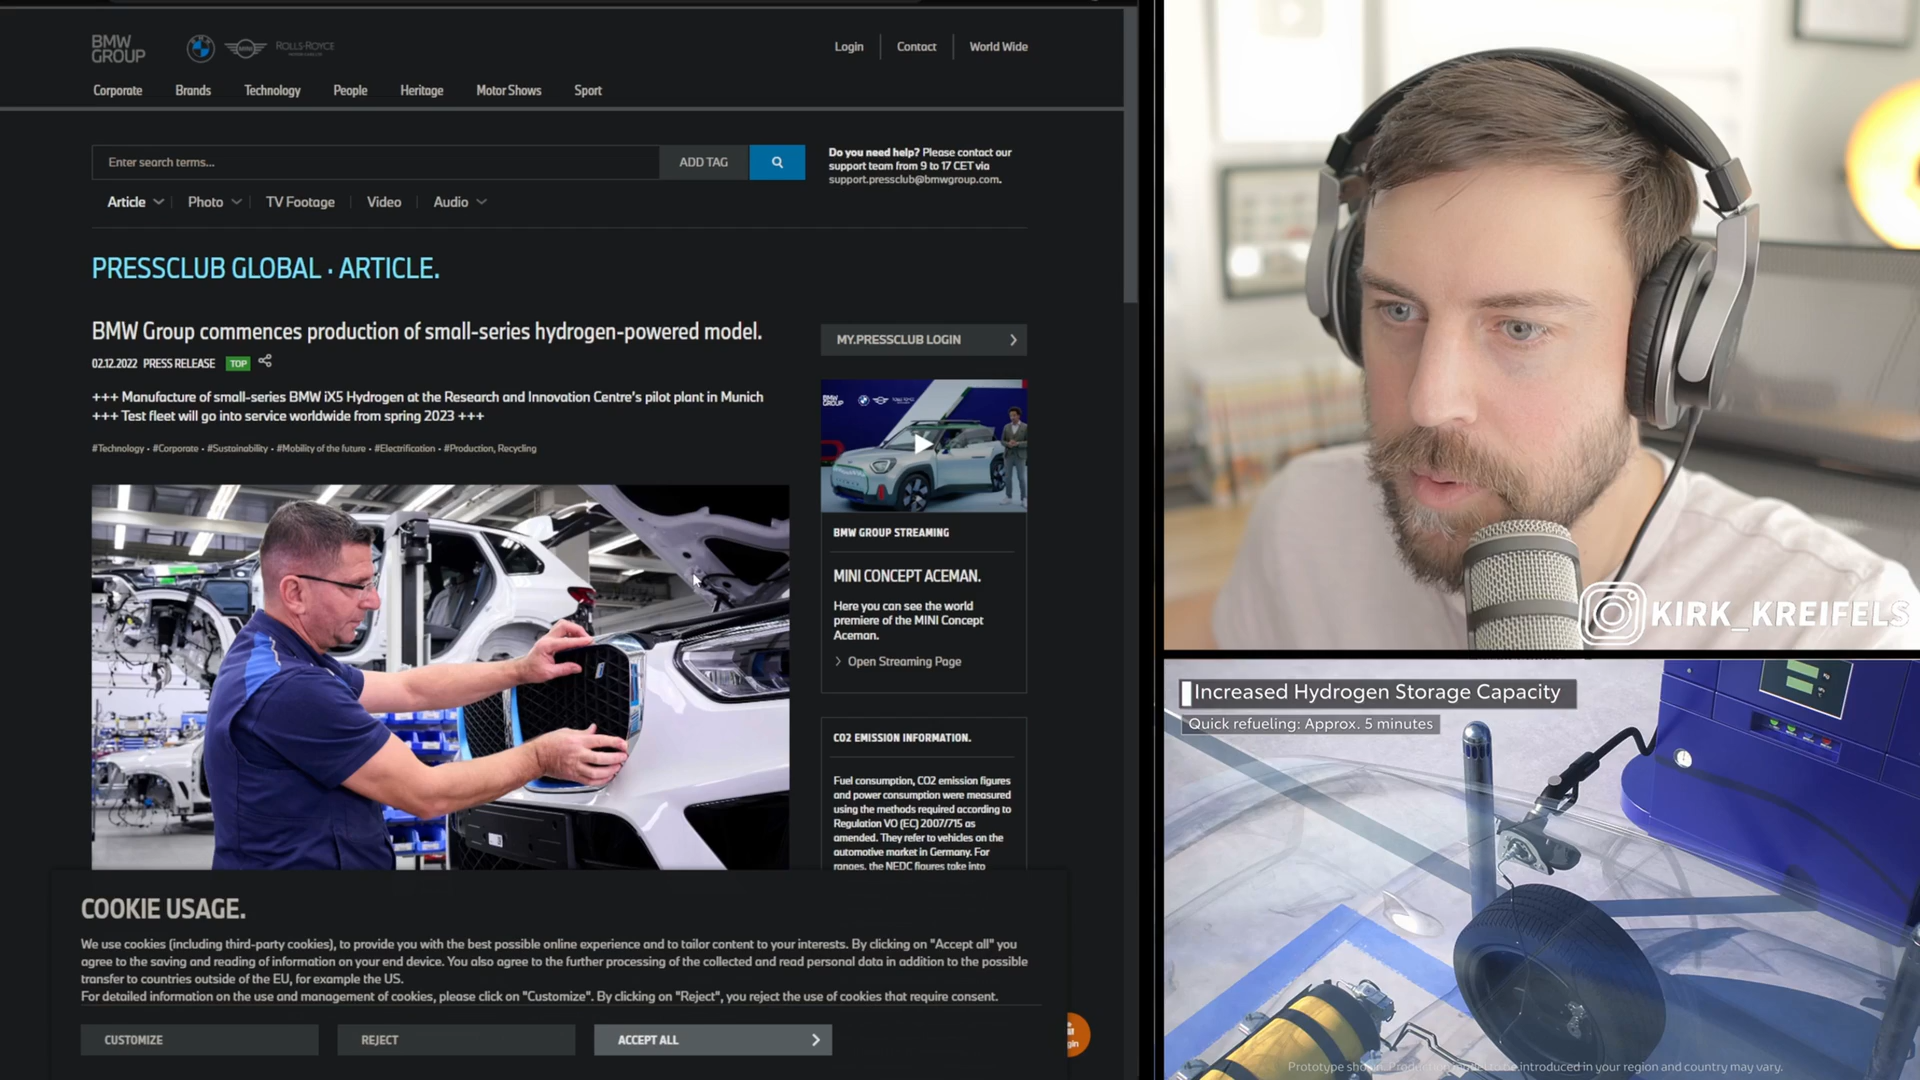 BMW
GROUP
ROLLS-ROYCE
Login
Contact
World Wide
Corporate
Brands
Technology
People
Heritage
Motor Shows
Sport
Enter search terms...
ADD TAG
Do you need help? Please contact our
support team from 9 to 17 CET via
support.pressclub@bmwgroup.com.
Article
Photo
TV Footage
Video
Audio
PRESSCLUB GLOBAL · ARTICLE.
BMW Group commences production of small-series hydrogen-powered model.
02.12.2022 PRESS RELEASE TOP
+++ Manufacture of small-series BMW iX5 Hydrogen at the Research and Innovation Centre's pilot plant in Munich
+++ Test fleet will go into service worldwide from spring 2023 +++
#Technology · #Corporate · #Sustainability · #Mobility of the future · #Electrification · #Production, Recycling
MY.PRESSCLUB LOGIN
BMW
GROUP
BMW GROUP STREAMING
MINI CONCEPT ACEMAN.
Here you can see the world
premiere of the MINI Concept
Aceman.
Open Streaming Page
CO2 EMISSION INFORMATION.
Fuel consumption, CO2 emission figures
and power consumption were measured
using the methods required according to
Regulation VO (EC) 2007/715 as
amended. They refer to vehicles on the
automotive market in Germany. For
ranges, the NEDC figures take into
COOKIE USAGE.
We use cookies (including third-party cookies), to provide you with the best possible online experience and to tailor content to your interests. By clicking on "Accept all" you
agree to the saving and reading of information on your end device. You also agree to the further processing of the collected and read personal data in addition to the possible
transfer to countries outside of the EU, for example the US.
For detailed information on the use and management of cookies, please click on "Customize". By clicking on "Reject", you reject the use of cookies that require consent.
CUSTOMIZE
REJECT
ACCEPT ALL
KIRK_KREIFELS
Increased Hydrogen Storage Capacity
Quick refueling: Approx. 5 minutes
Prototype shown. to be introduced in your region and country may vary.